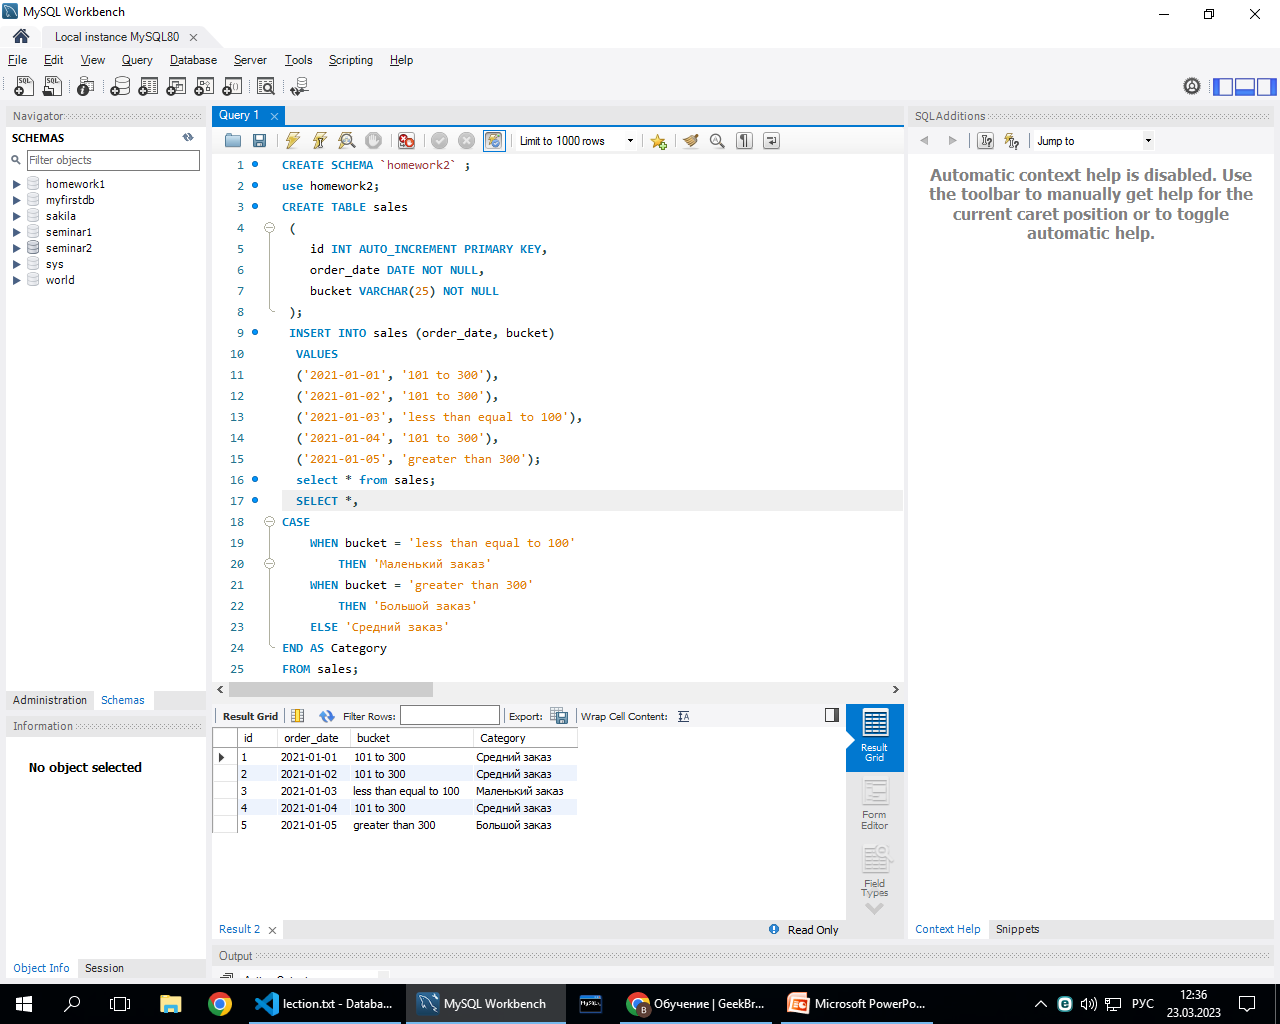 MySQL Workbench
Local instance MySQL80
File Edit View Query Database Server Tools Scripting Help
Navigator
SCHEMAS
Filter objects
homework1
myfirstdb
sakila
seminar1
seminar2
sys
world
Administration Schemas
Information
No object selected
Object Info Session
Query 1
Limit to 1000 rows
1 CREATE SCHEMA `homework2` ;
2 use homework2;
3 CREATE TABLE sales
4 (
5 id INT AUTO_INCREMENT PRIMARY KEY,
6 order_date DATE NOT NULL,
7 bucket VARCHAR(25) NOT NULL
8 );
9 INSERT INTO sales (order_date, bucket)
10 VALUES
11 ('2021-01-01', '101 to 300'),
12 ('2021-01-02', '101 to 300'),
13 ('2021-01-03', 'less than equal to 100'),
14 ('2021-01-04', '101 to 300'),
15 ('2021-01-05', 'greater than 300');
16 select * from sales;
17 SELECT *,
18 CASE
19 WHEN bucket = 'less than equal to 100'
20 THEN 'Маленький заказ'
21 WHEN bucket = 'greater than 300'
22 THEN 'Большой заказ'
23 ELSE 'Средний заказ'
24 END AS Category
25 FROM sales;
Result Grid Filter Rows: Export: Wrap Cell Content:
id order_date bucket Category
1 2021-01-01 101 to 300 Средний заказ
2 2021-01-02 101 to 300 Средний заказ
3 2021-01-03 less than equal to 100 Маленький заказ
4 2021-01-04 101 to 300 Средний заказ
5 2021-01-05 greater than 300 Большой заказ
Result
Grid
Form
Editor
Field
Types
Result 2
Read Only
Output
SQLAdditions
Jump to
Automatic context help is disabled. Use
the toolbar to manually get help for the
current caret position or to toggle
automatic help.
Context Help Snippets
lection.txt - Databa...
MySQL Workbench
Обучение | GeekBr...
Microsoft PowerPo...
РУС
12:36
23.03.2023